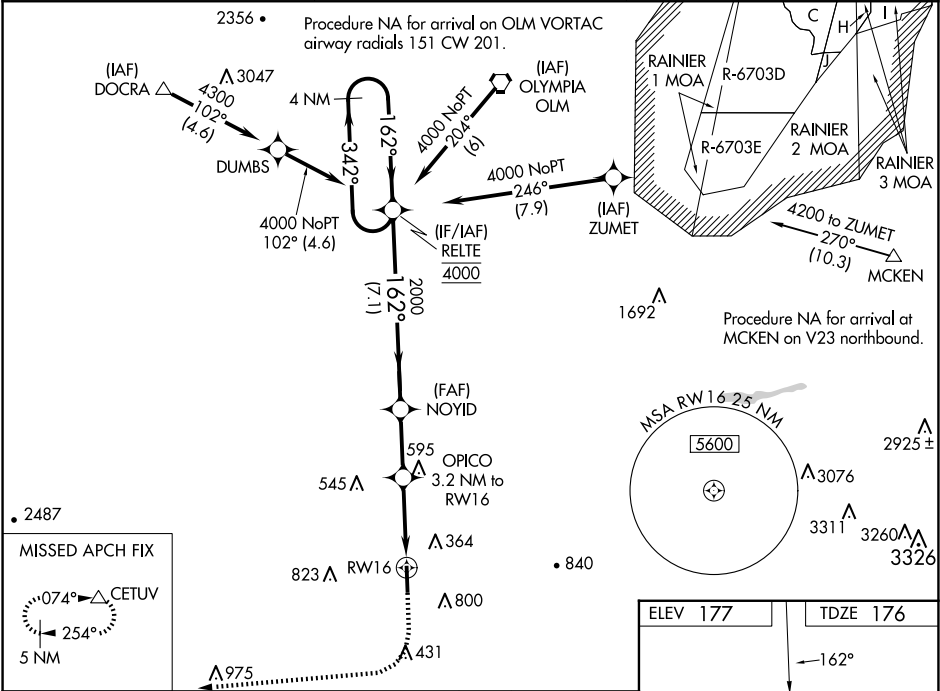 2356
Procedure NA for arrival on OLM VORTAC
airway radials 151 CW 201.
(IAF)
DOCRA
3047
4300
102°
(4.6)
DUMBS
4000 NoPT
102° (4.6)
4 NM
342°
162°
(IAF)
OLYMPIA
OLM
4000 NoPT
204°
(6)
4000 NoPT
246°
(7.9)
(IAF)
ZUMET
(IF/IAF)
RELTE
4000
2000
162°
(7.1)
C
H
I
J
RAINIER
1 MOA
R-6703D
R-6703E
RAINIER
2 MOA
RAINIER
3 MOA
4200 to ZUMET
270°
(10.3)
MCKEN
1692
Procedure NA for arrival at
MCKEN on V23 northbound.
(FAF)
NOYID
595
545
OPICO
3.2 NM to
RW16
MSA RW16 25 NM
5600
2925 ±
3076
3311
3260
3326
2487
364
823
RW16
840
800
431
975
MISSED APCH FIX
074°
CETUV
254°
5 NM
ELEV 177
TDZE 176
162°